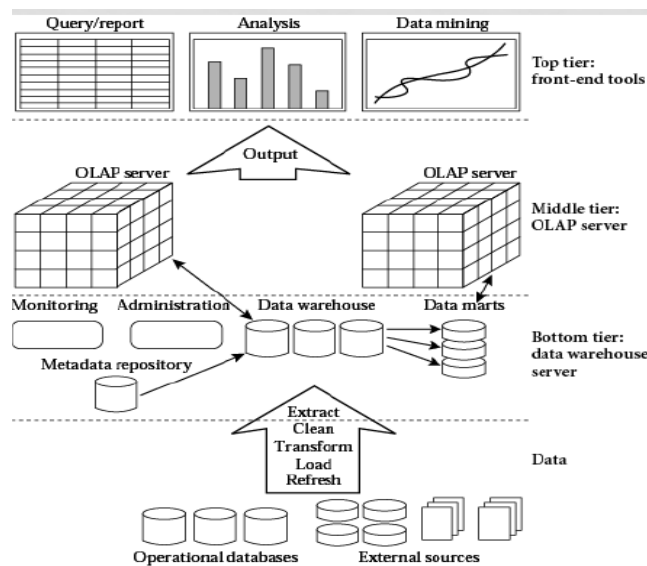 Query/report
Analysis
Data mining
Top tier:
front-end tools
Output
OLAP server
OLAP server
Middle tier:
OLAP server
Monitoring
Administration
Data warehouse
Data marts
Bottom tier:
data warehouse
server
Metadata repository
Extract
Clean
Transform
Load
Refresh
Data
Operational databases
External sources